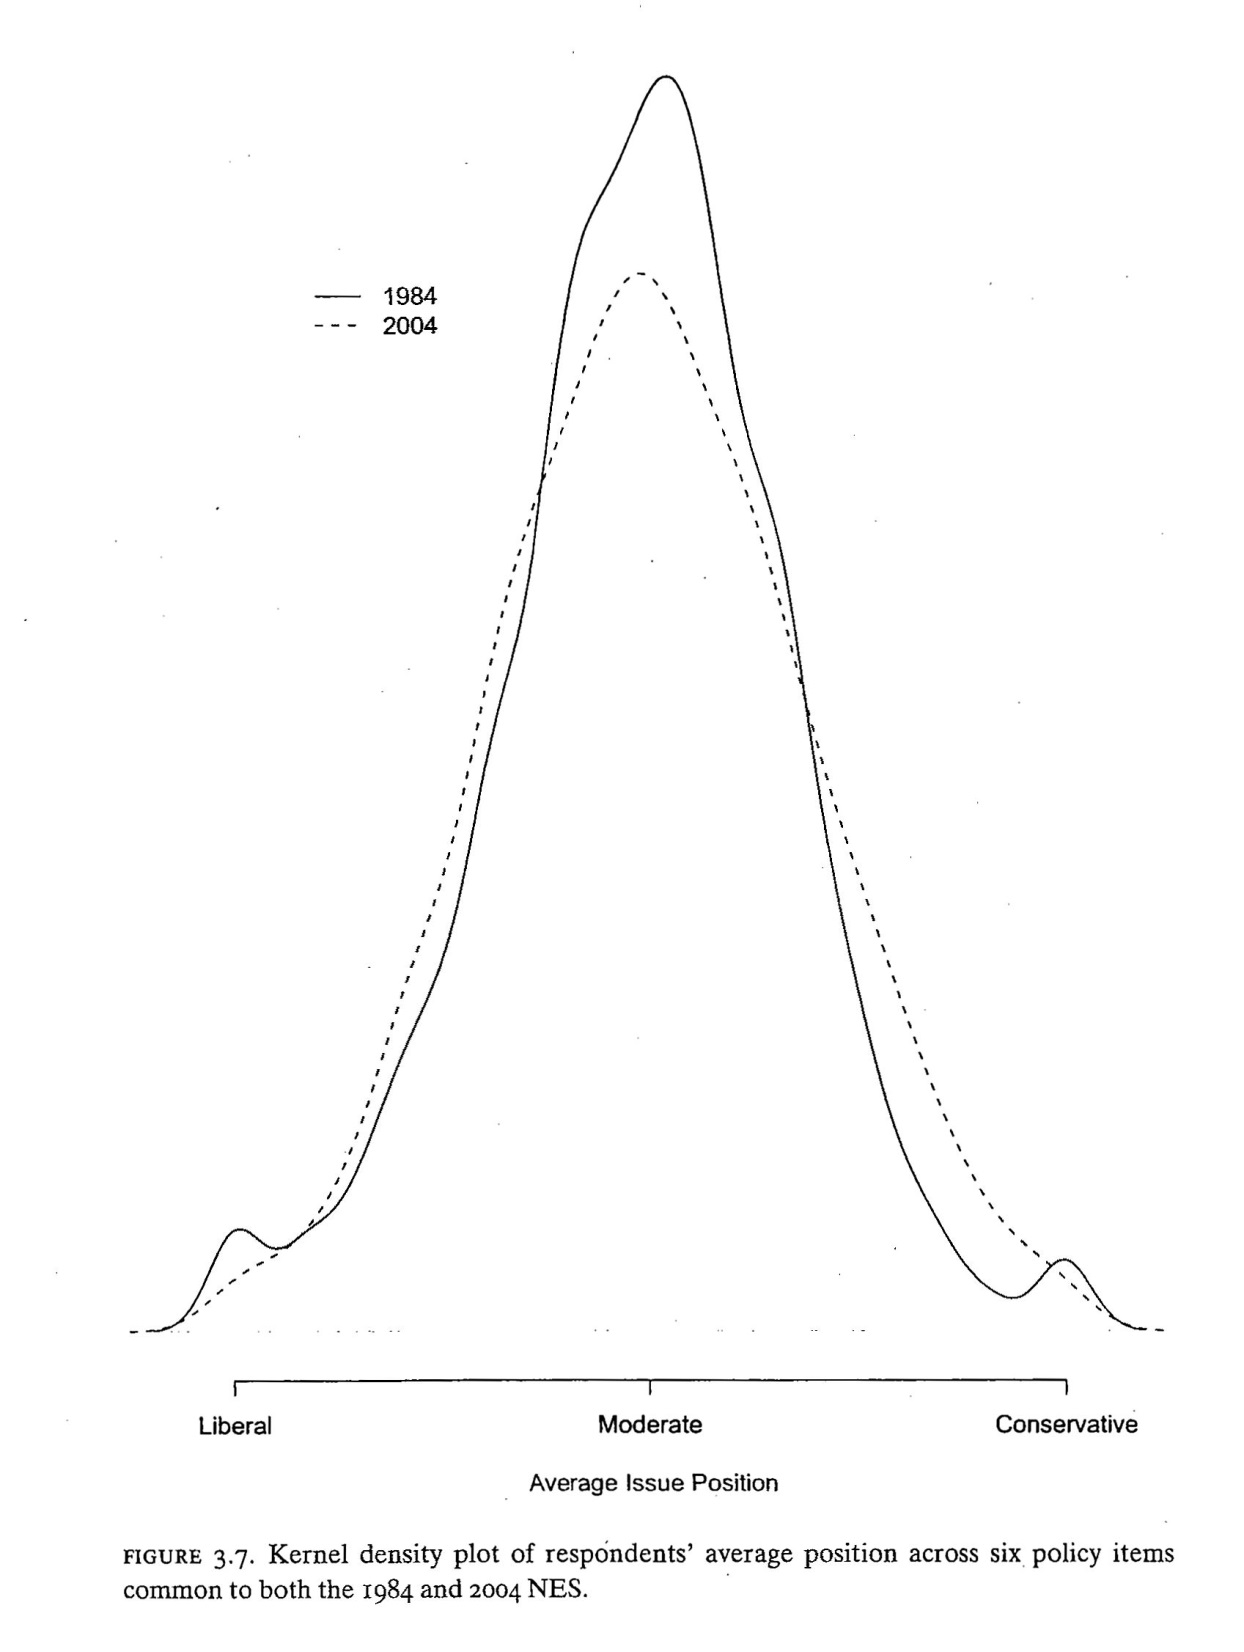 1984
2004
Liberal Moderate Conservative
Average Issue Position
FIGURE 3.7. Kernel density plot of respondents' average position across six policy items
common to both the 1984 and 2004 NES.